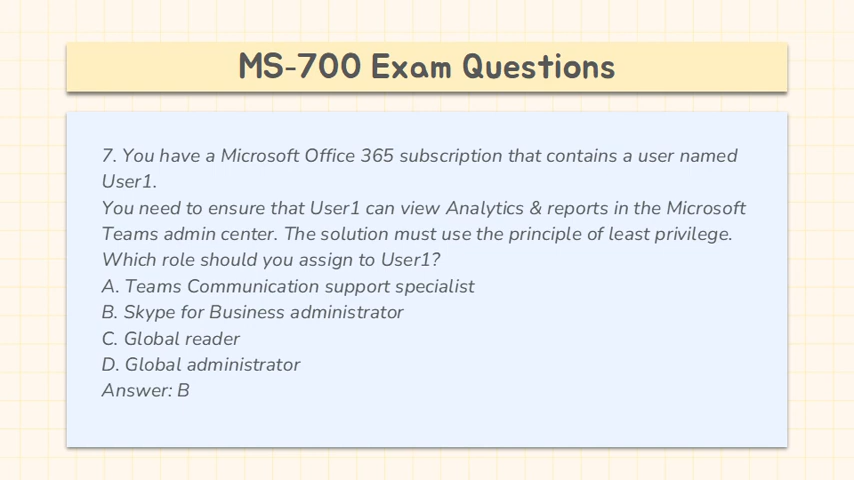 MS-700 Exam Questions
7. You have a Microsoft Office 365 subscription that contains a user named
User1.
You need to ensure that User1 can view Analytics & reports in the Microsoft
Teams admin center. The solution must use the principle of least privilege.
Which role should you assign to User1?
A. Teams Communication support specialist
B. Skype for Business administrator
C. Global reader
D. Global administrator
Answer: B